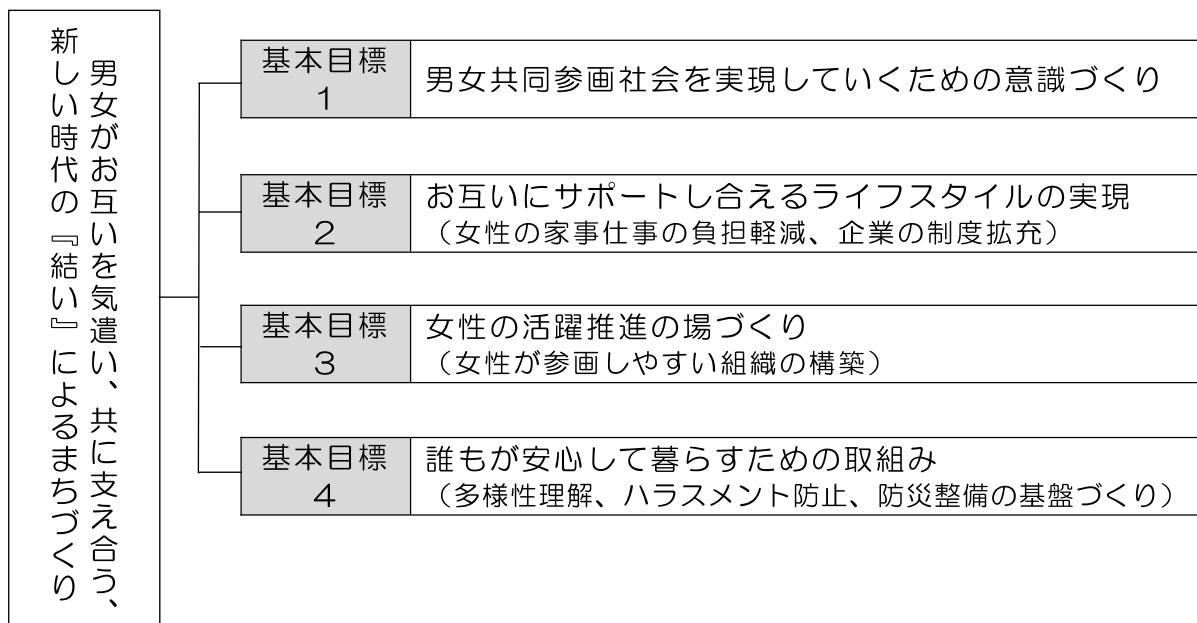 男女がお互いを気遣い、共に支え合う、
新しい時代の『結い』によるまちづくり
基本目標
1
男女共同参画社会を実現していくための意識づくり
基本目標
2
お互いにサポートし合えるライフスタイルの実現
（女性の家事仕事の負担軽減、企業の制度拡充）
基本目標
3
女性の活躍推進の場づくり
（女性が参画しやすい組織の構築）
基本目標
4
誰もが安心して暮らすための取組み
（多様性理解、ハラスメント防止、防災整備の基盤づくり）